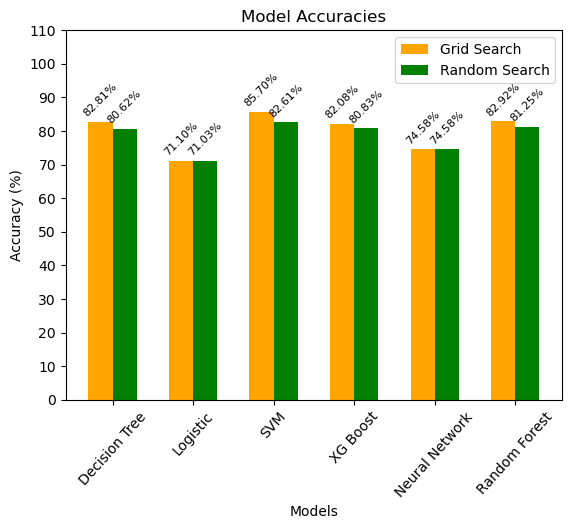 Model Accuracies
Grid Search
Random Search
Accuracy (%)
110
100
90
80
70
60
50
40
30
20
10
0
82.81%
80.62%
71.10%
71.03%
85.70%
82.61%
82.08%
80.83%
74.58%
74.58%
82.92%
81.25%
Decision Tree
Logistic
SVM
XG Boost
Neural Network
Random Forest
Models